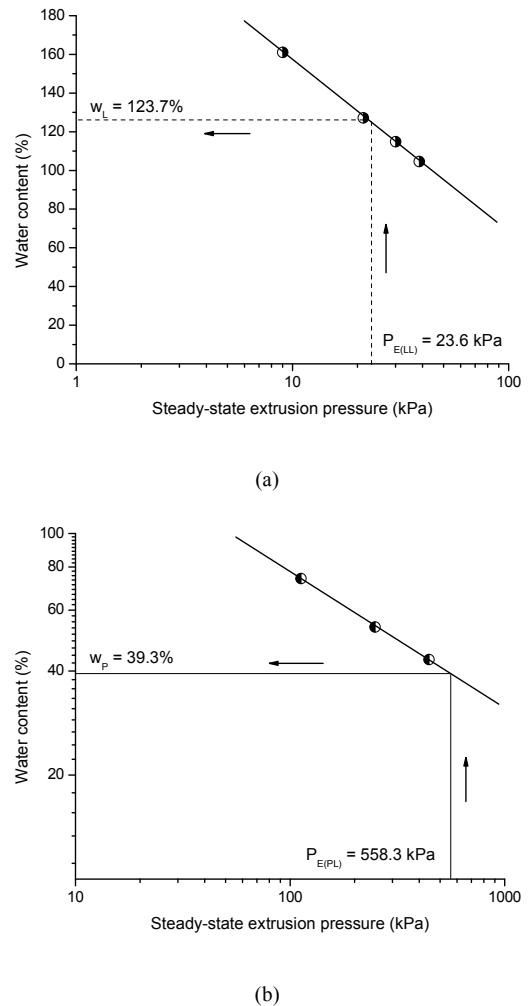 180
160
140
120
100
80
60
40
20
0
Water content (%)
w_L = 123.7%
P_E(LL) = 23.6 kPa
1 10 100
Steady-state extrusion pressure (kPa)
(a)
100
80
60
40
20
Water content (%)
w_P = 39.3%
P_E(PL) = 558.3 kPa
10 100 1000
Steady-state extrusion pressure (kPa)
(b)